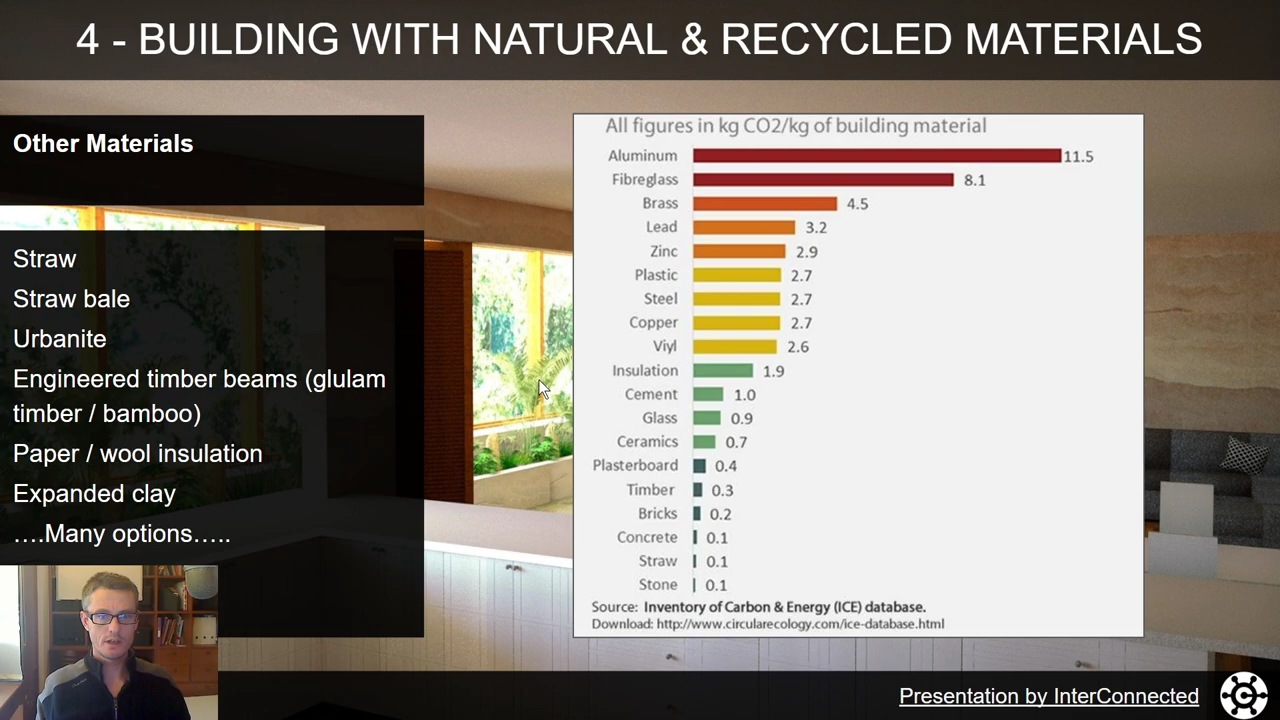 4 - BUILDING WITH NATURAL & RECYCLED MATERIALS
Other Materials
Straw
Straw bale
Urbanite
Engineered timber beams (glulam
timber / bamboo)
Paper / wool insulation
Expanded clay
….Many options…..
All figures in kg CO2/kg of building material
Aluminum 11.5
Fibreglass 8.1
Brass 4.5
Lead 3.2
Zinc 2.9
Plastic 2.7
Steel 2.7
Copper 2.7
Viyl 2.6
Insulation 1.9
Cement 1.0
Glass 0.9
Ceramics 0.7
Plasterboard 0.4
Timber 0.3
Bricks 0.2
Concrete 0.1
Straw 0.1
Stone 0.1
Source: Inventory of Carbon & Energy (ICE) database.
Download: http://www.circularecology.com/ice-database.html
Presentation by InterConnected